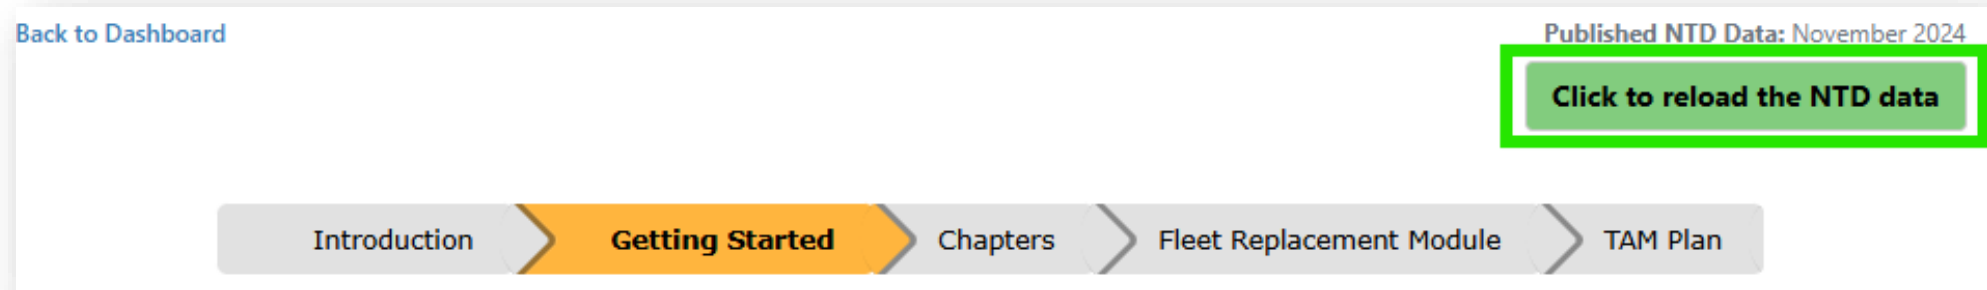 Back to Dashboard
Published NTD Data: November 2024
Click to reload the NTD data
Introduction
Getting Started
Chapters
Fleet Replacement Module
TAM Plan